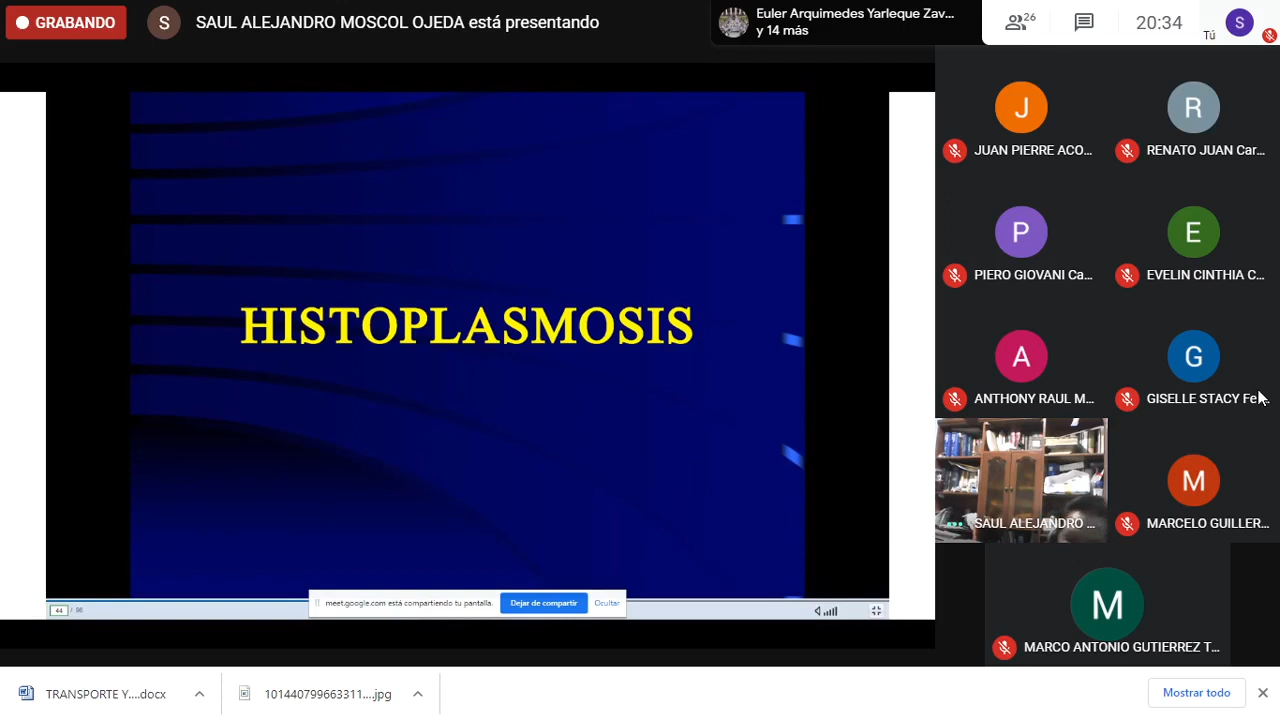 GRABANDO
S
SAUL ALEJANDRO MOSCOL OJEDA está presentando
Euler Arquimedes Yarleque Zav...
y 14 más
26
20:34
Tú
S
J
JUAN PIERRE ACO...
R
RENATO JUAN Car...
P
PIERO GIOVANI Ca...
E
EVELIN CINTHIA C...
A
ANTHONY RAUL M...
G
GISELLE STACY Fe...
HISTOPLASMOSIS
SAUL ALEJANDRO ...
M
MARCELO GUILLER...
M
MARCO ANTONIO GUTIERREZ T...
44 / 98
meet.google.com está compartiendo tu pantalla.
Dejar de compartir
Ocultar
TRANSPORTE Y....docx
101440799663311....jpg
Mostrar todo